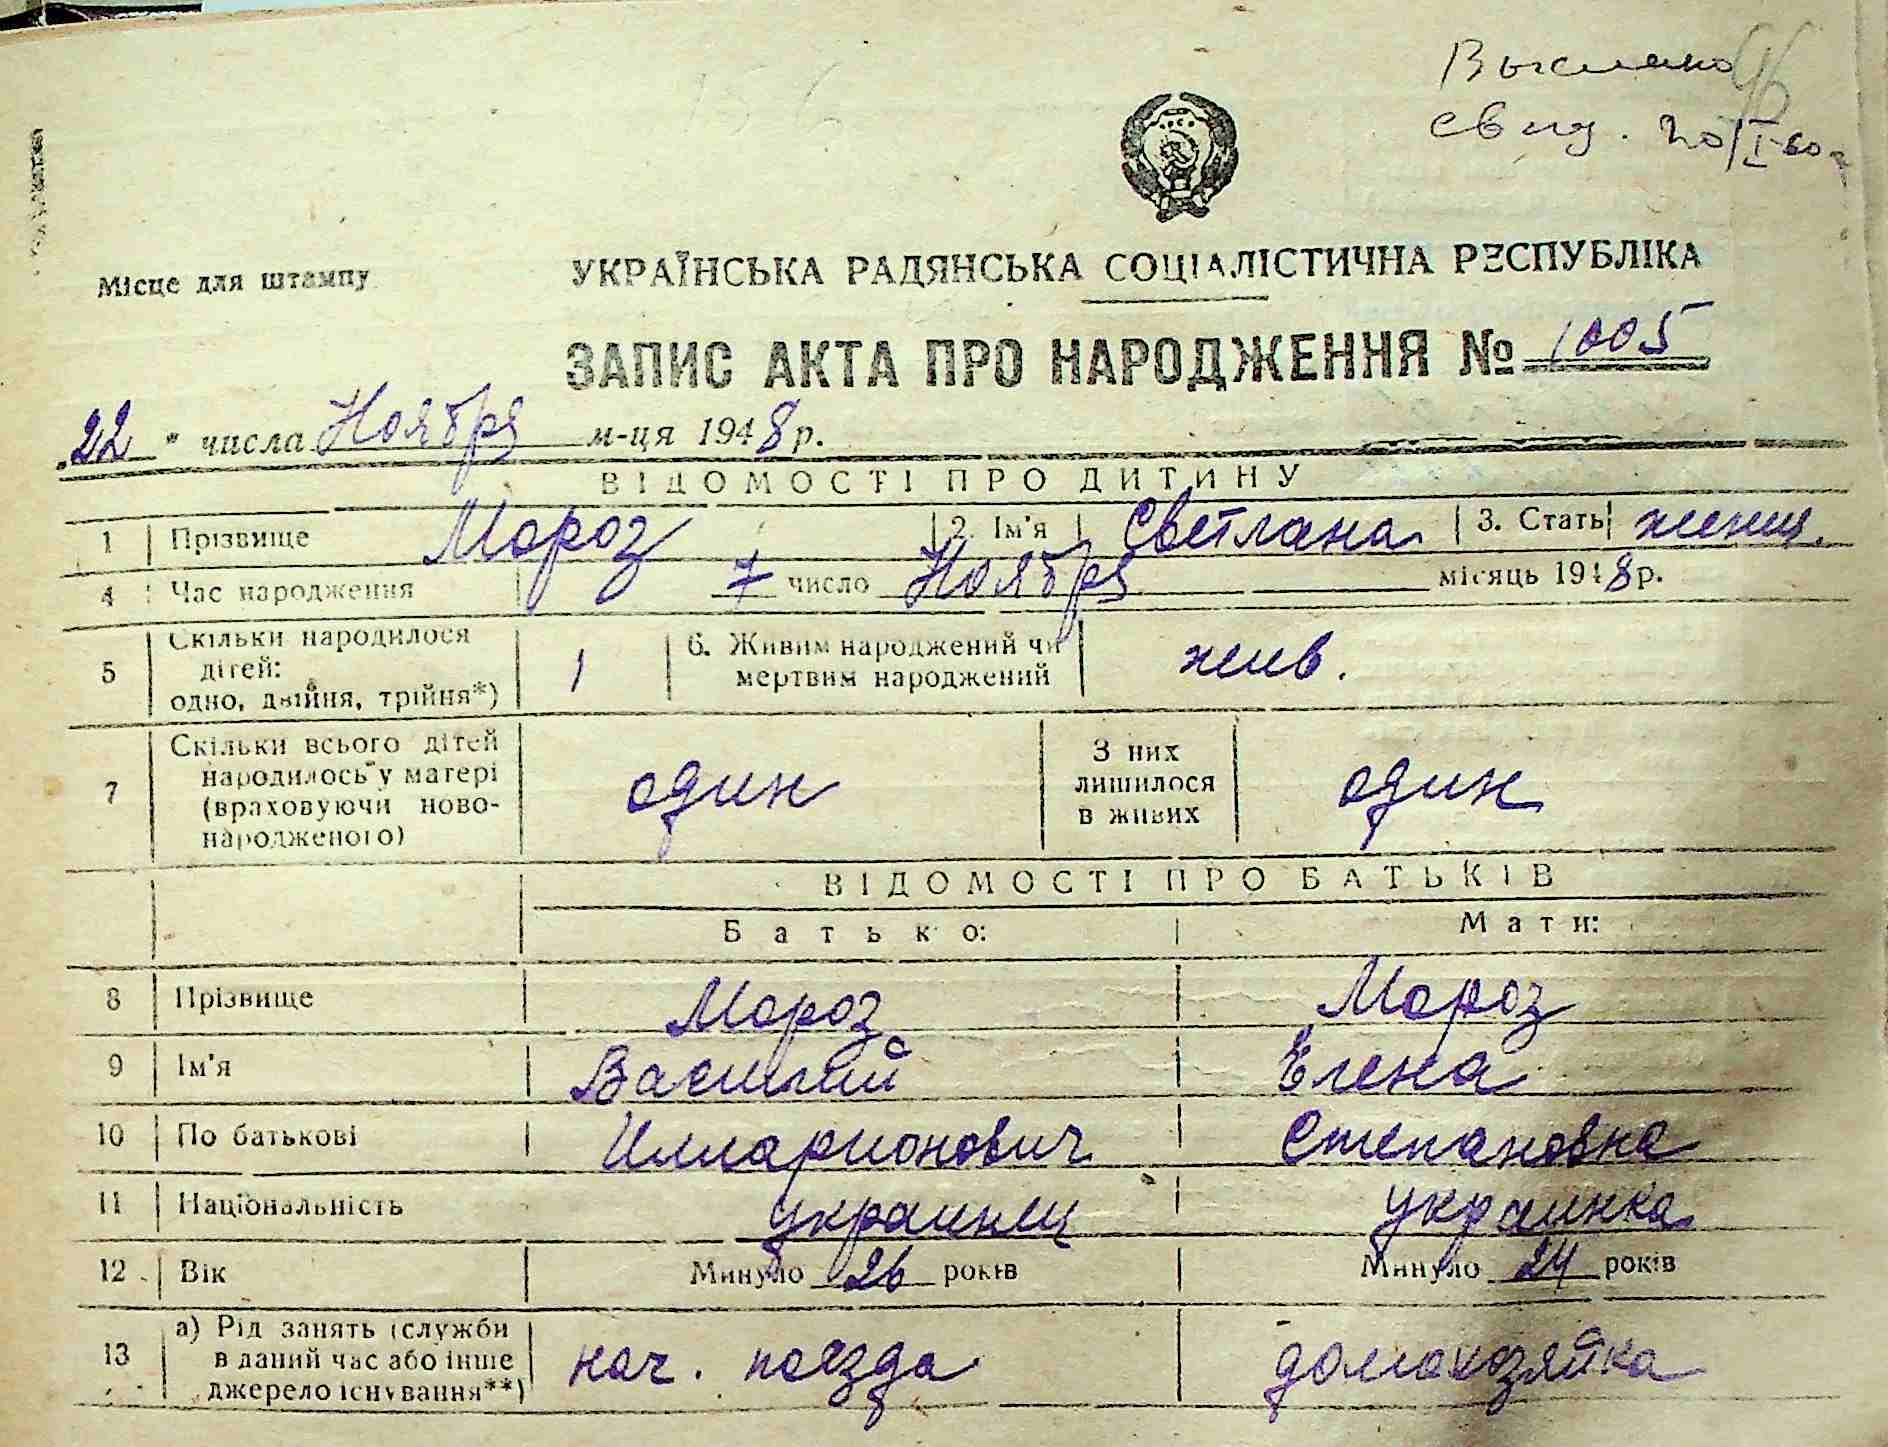 Выслано
свид. 20/I-60 г
Місце для штампу
УКРАЇНСЬКА РАДЯНСЬКА СОЦІАЛІСТИЧНА РЕСПУБЛІКА
ЗАПИС АКТА ПРО НАРОДЖЕННЯ № 1005
„22" числа Ноября м-ця 1948 р.
ВІДОМОСТІ ПРО ДИТИНУ
1 Прізвище Мороз 2. Ім'я Светлана 3. Стать женщ.
4 Час народження 7 число Ноября місяць 1948 р.
5 Скільки народилося дітей: одно, двійня, трійня*) 1 6. Живим народжений чи мертвим народжений жив.
7 Скільки всього дітей народилось у матері (враховуючи ново-народженого) один З них лишилося в живих один
ВІДОМОСТІ ПРО БАТЬКІВ
Батько: Мати:
8 Прізвище Мороз Мороз
9 Ім'я Василий Елена
10 По батькові Илларионович Степановна
11 Національність украинец украинка
12 Вік Минуло 26 років Минуло 24 років
13 а) Рід занять (служби в даний час або інше джерело існування**) нач. поезда домохозяйка